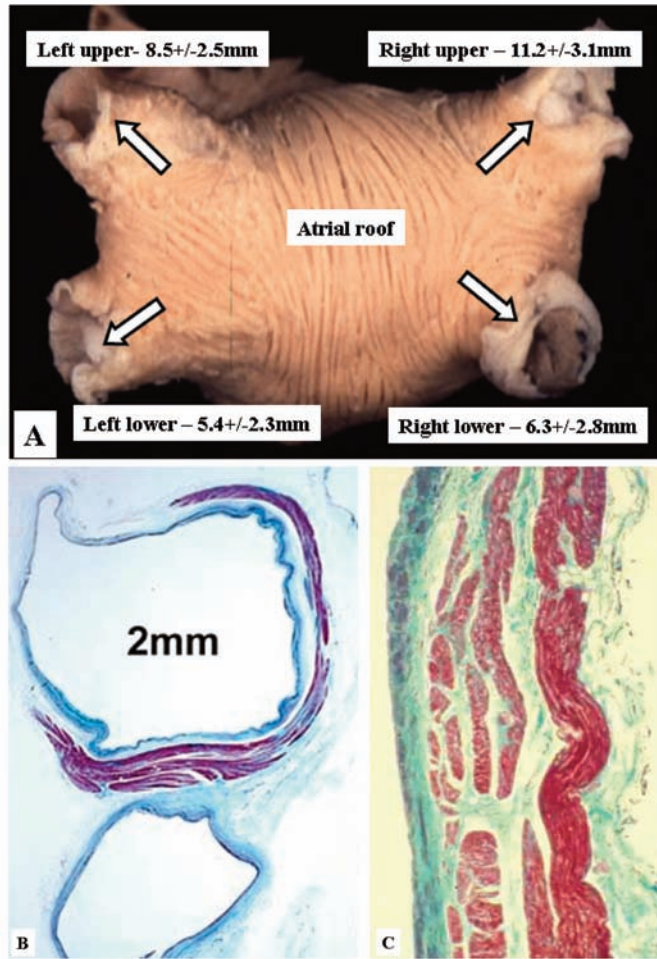 Left upper- 8.5+/-2.5mm
Right upper – 11.2+/-3.1mm
Atrial roof
Left lower – 5.4+/-2.3mm
Right lower – 6.3+/-2.8mm
A
2mm
B
C